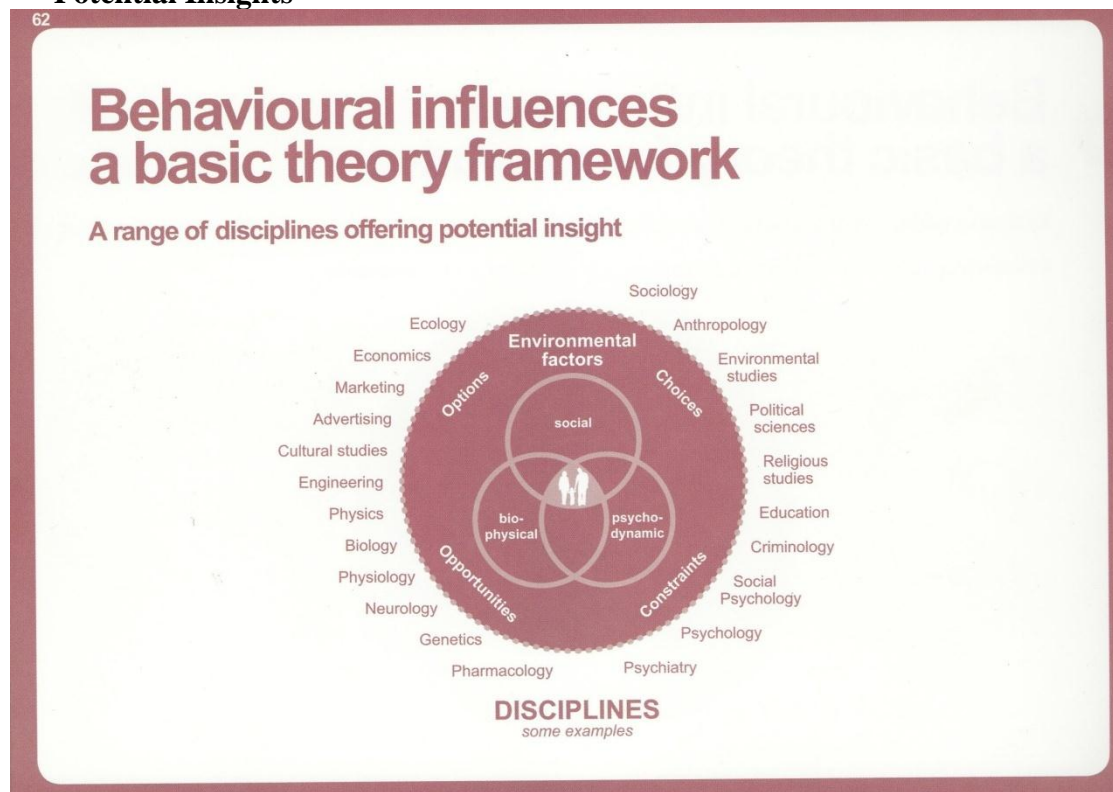 Potential Insights
62
Behavioural influences
a basic theory framework
A range of disciplines offering potential insight
Sociology
Ecology
Anthropology
Environmental
factors
Economics
Environmental
studies
Options
Choices
Marketing
Political
sciences
Advertising
social
Cultural studies
Religious
studies
Engineering
Physics
bio-
physical
psycho-
dynamic
Education
Biology
Criminology
Opportunities
Constraints
Physiology
Social
Psychology
Neurology
Genetics
Psychology
Pharmacology
Psychiatry
DISCIPLINES
some examples